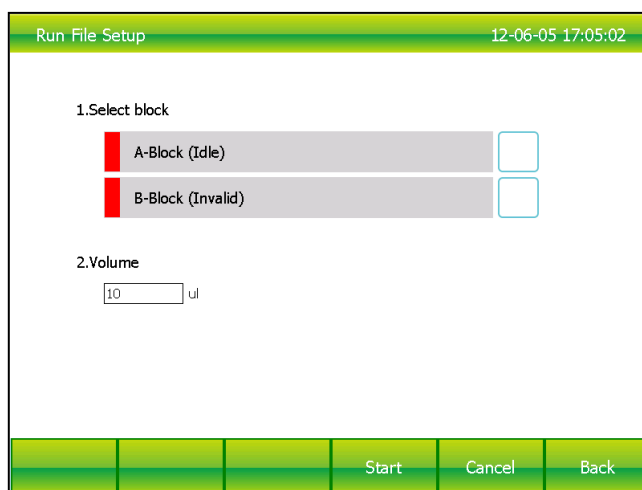 Run File Setup 12-06-05 17:05:02
1.Select block
A-Block (Idle)
B-Block (Invalid)
2.Volume
10 ul
Start Cancel Back